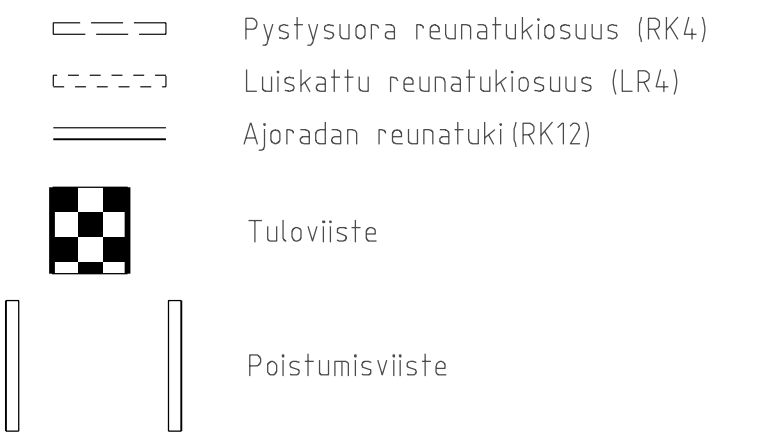 Pystysuora reunatukiosuus (RK4)
Luiskattu reunatukiosuus (LR4)
Ajoradan reunatuki (RK12)
Tuloviiste
Poistumisviiste